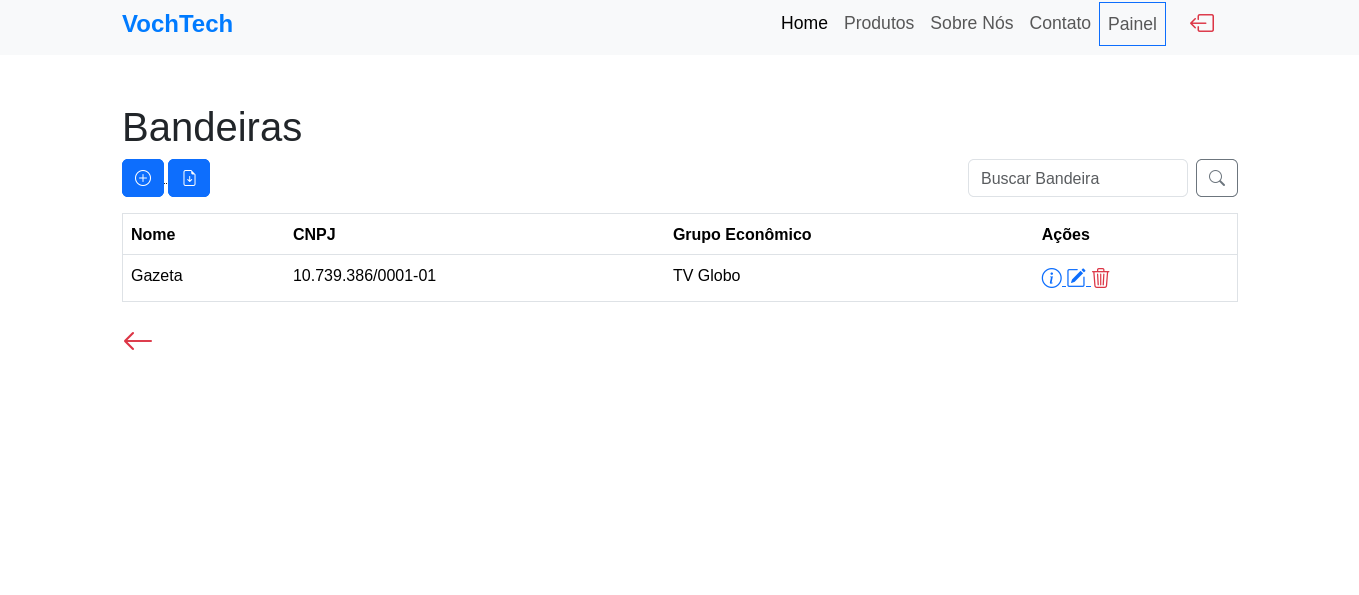 VochTech Home Produtos Sobre Nós Contato Painel
Bandeiras
Buscar Bandeira
Nome CNPJ Grupo Econômico Ações
Gazeta 10.739.386/0001-01 TV Globo